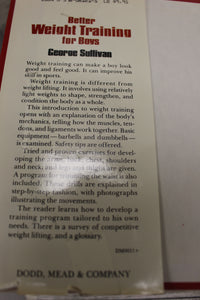 Better
Weight Training
for Boys
George Sullivan
Weight training can make a boy look
good and feel good. It can improve his
skill in sports.
Weight training is different from
weight lifting. It involves using relatively
light weights to shape, strengthen, and
condition the body as a whole.
This introduction to weight training
opens with an explanation of the body's
mechanics, telling how the muscles, ten-
dons, and ligaments work together. Basic
equipment—barbells and dumbbells—
is examined. Safety tips are offered.
Tried and proven exercises for devel-
oping the arms, back, chest, shoulders
and neck, and legs are
A program for trimming the waist is also
included. These drills are explained in
step-by-step fashion, with photographs
illustrating the movements.
The reader learns how to develop a
training program tailored to his own
needs. There is a survey of competitive
weight lifting, and a glossary.
DODD, MEAD & COMPANY